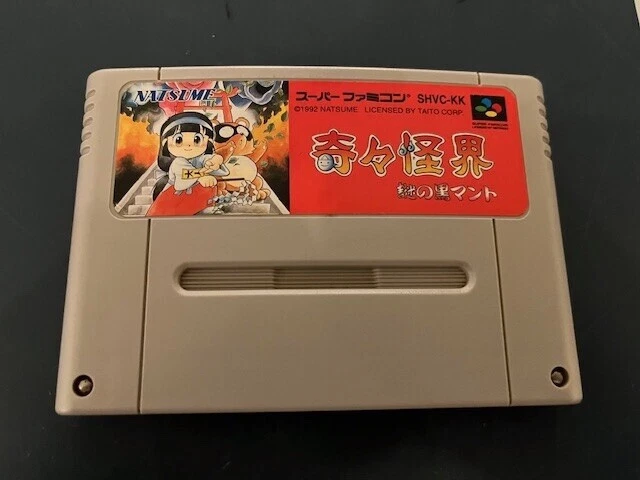 NATSUME
スーパーファミコン® SHVC-KK
©1992 NATSUME. LICENSED BY TAITO CORP.
奇々怪界
謎の黒マント